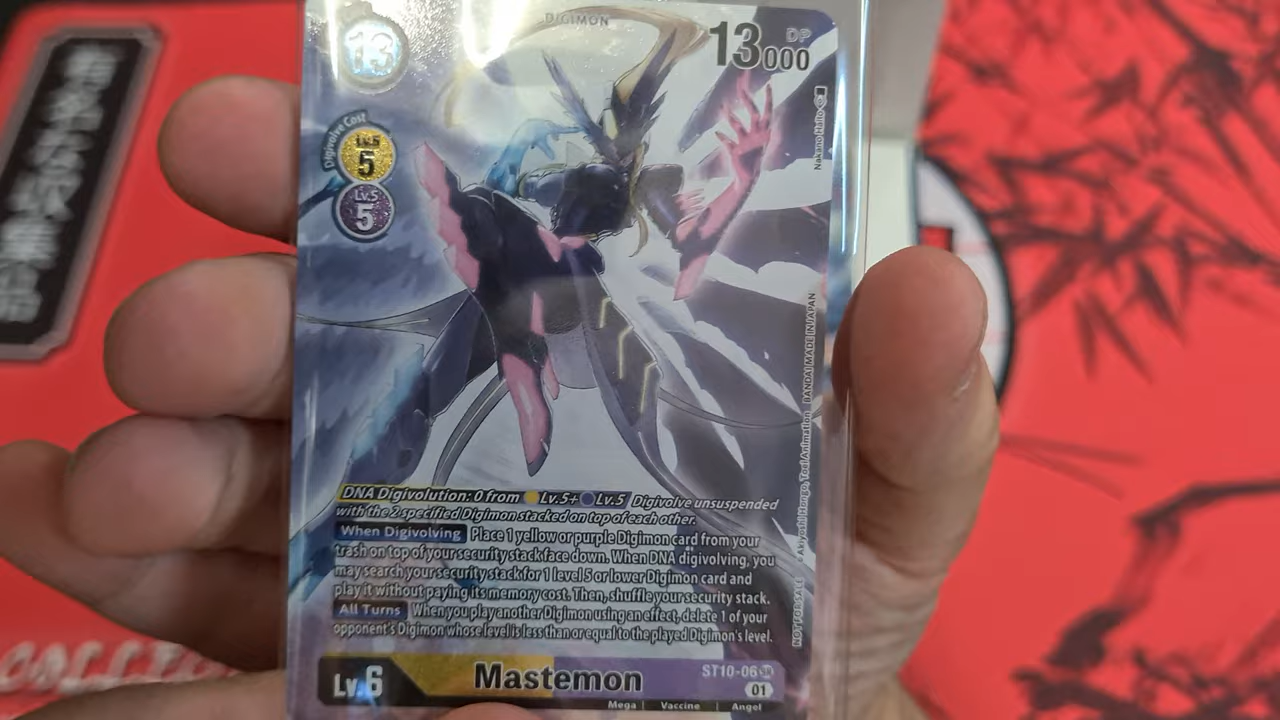 DIGIMON
13
13000 DP
Digivolve Cost
Lv.5
5
Lv.5
5
Nakano Haito
DNA Digivolution: 0 from Lv.5+ Lv.5 Digivolve unsuspended
with the 2 specified Digimon stacked on top of each other.
When Digivolving Place 1 yellow or purple Digimon card from your
trash on top of your security stack face down. When DNA digivolving, you
may search your security stack for 1 level 5 or lower Digimon card and
play it without paying its memory cost. Then, shuffle your security stack.
All Turns When you play another Digimon using an effect, delete 1 of your
opponent's Digimon whose level is less than or equal to the played Digimon's level.
NOT FOR SALE © Akiyoshi Hongo, Toei Animation BANDAI MADE IN JAPAN
Lv.6
Mastemon
ST10-06 SR
01
Mega | Vaccine | Angel